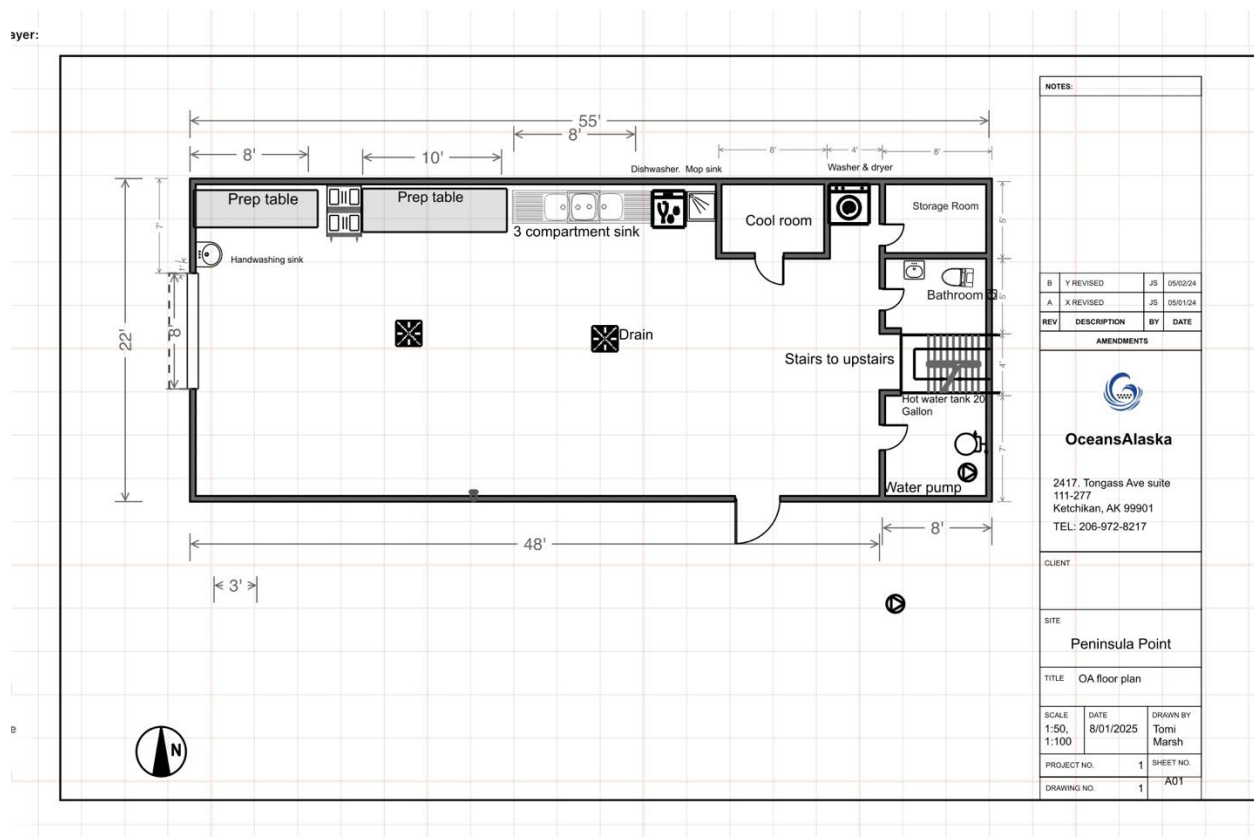 ayer:
NOTES:
55'
8'
8'
10'
6'
4'
8'
Dishwasher. Mop sink
Washer & dryer
Prep table
Prep table
3 compartment sink
Cool room
Storage Room
5'
7'
Handwashing sink
1'
Bathroom
5'
22'
8'
Drain
Stairs to upstairs
4'
Hot water tank 20
Gallon
7'
Water pump
8'
48'
3'
N
e
B Y REVISED JS 05/02/24
A X REVISED JS 05/01/24
REV DESCRIPTION BY DATE
AMENDMENTS
OceansAlaska
2417. Tongass Ave suite
111-277
Ketchikan, AK 99901
TEL: 206-972-8217
CLIENT
SITE
Peninsula Point
TITLE OA floor plan
SCALE DATE DRAWN BY
1:50, 8/01/2025 Tomi
1:100 Marsh
PROJECT NO. 1 SHEET NO.
DRAWING NO. 1 A01